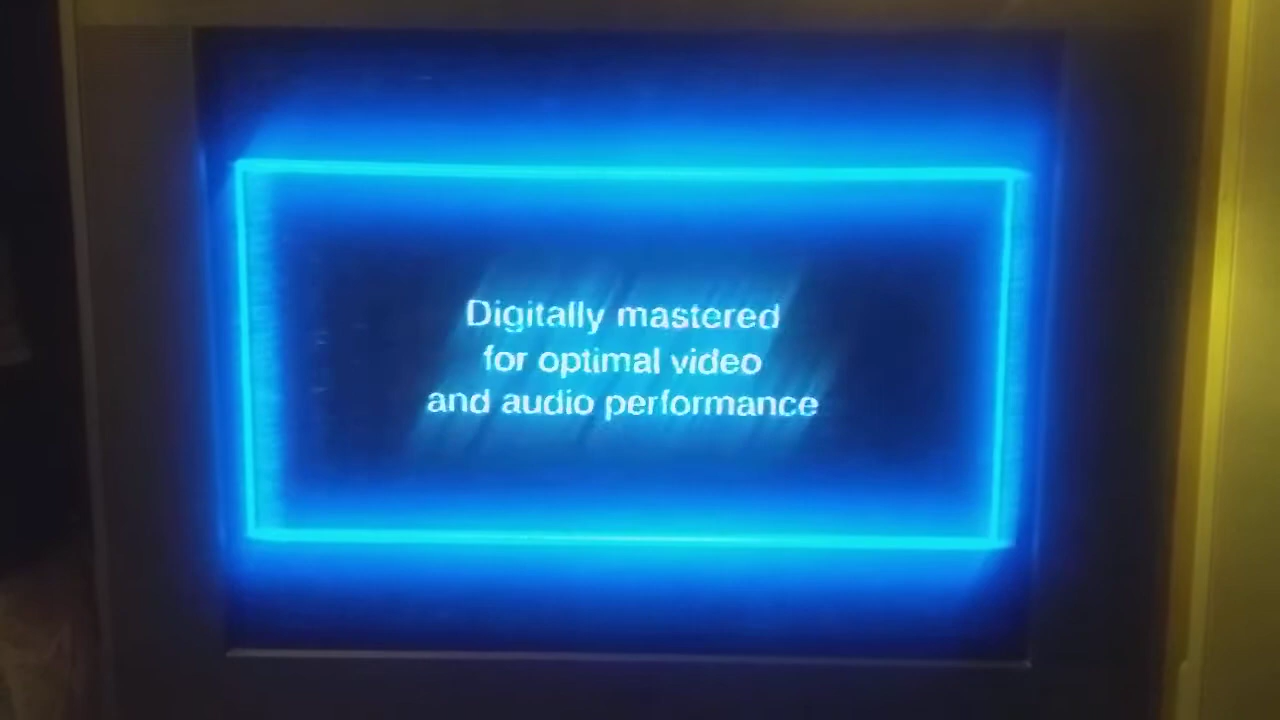 Digitally mastered
for optimal video
and audio performance